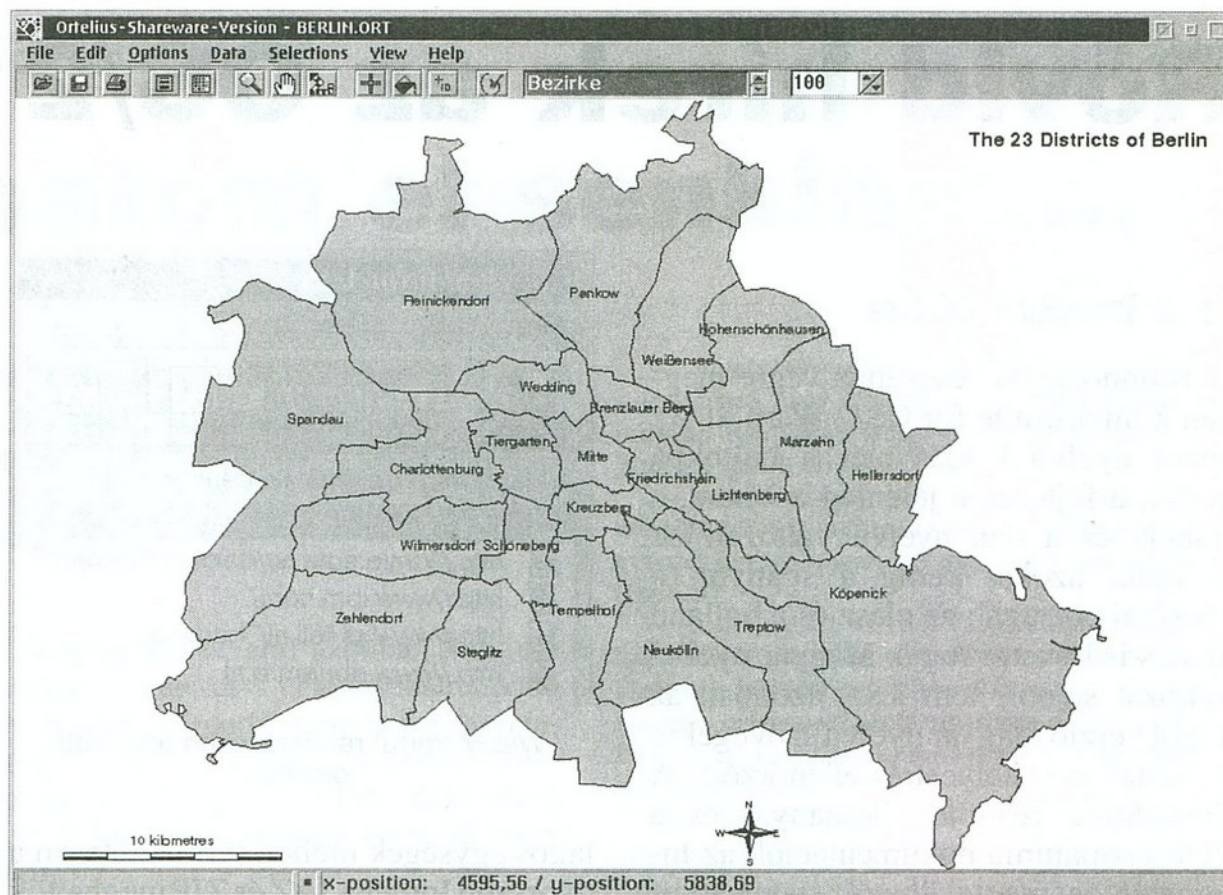 Ortelius-Shareware-Version - BERLIN.ORT
File Edit Options Data Selections View Help
Bezirke 100
The 23 Districts of Berlin
Reinickendorf
Pankow
Hohenschönhausen
Weißensee
Wedding
Prenzlauer Berg
Spandau
Tiergarten
Mitte
Marzahn
Charlottenburg
Friedrichshain
Hellersdorf
Lichtenberg
Kreuzberg
Wilmersdorf
Schöneberg
Köpenick
Zehlendorf
Tempelhof
Treptow
Steglitz
Neukölln
10 kilometres
N
W E
S
x-position: 4595,56 / y-position: 5838,69